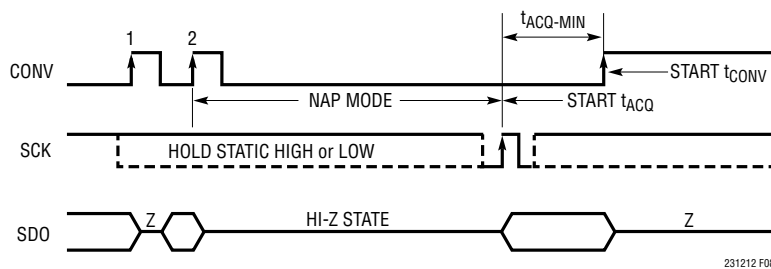 tACQ-MIN
1 2
CONV
START tCONV
NAP MODE
START tACQ
SCK
HOLD STATIC HIGH or LOW
SDO
Z
HI-Z STATE
Z
231212 F08